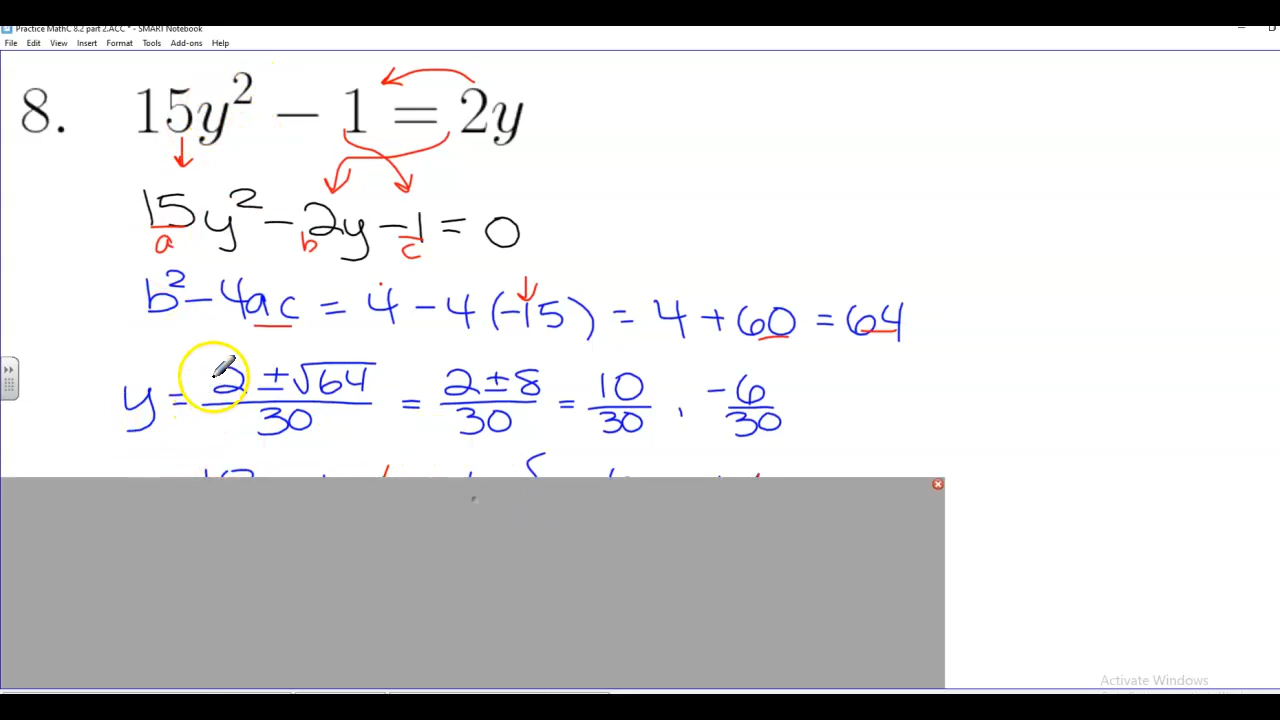 Practice MathC 8.2 part 2.ACC * - SMART Notebook
File Edit View Insert Format Tools Add-ons Help
8. 15y² − 1 = 2y
15y² − 2y − 1 = 0
a b c
b² − 4ac = 4 − 4(−15) = 4 + 60 = 64
y = (2 ± √64)/30 = (2 ± 8)/30 = 10/30 , −6/30
Activate Windows